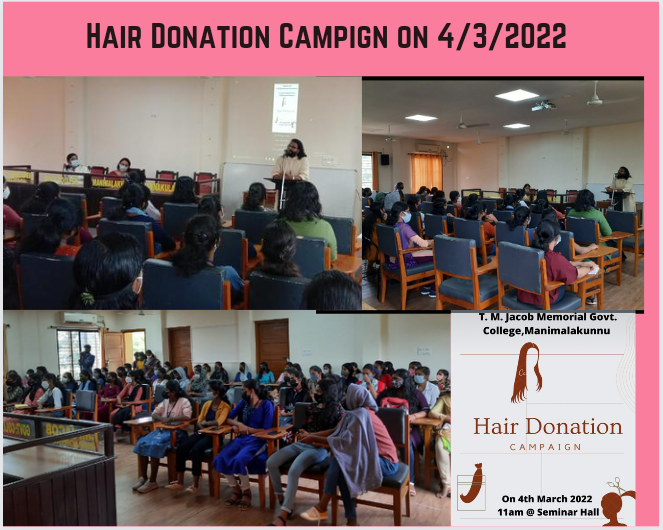 Hair Donation Campign on 4/3/2022
MANIMALAKUNNU
T. M. Jacob Memorial Govt.
College,Manimalakunnu
Hair Donation
CAMPAIGN
On 4th March 2022
11am @ Seminar Hall